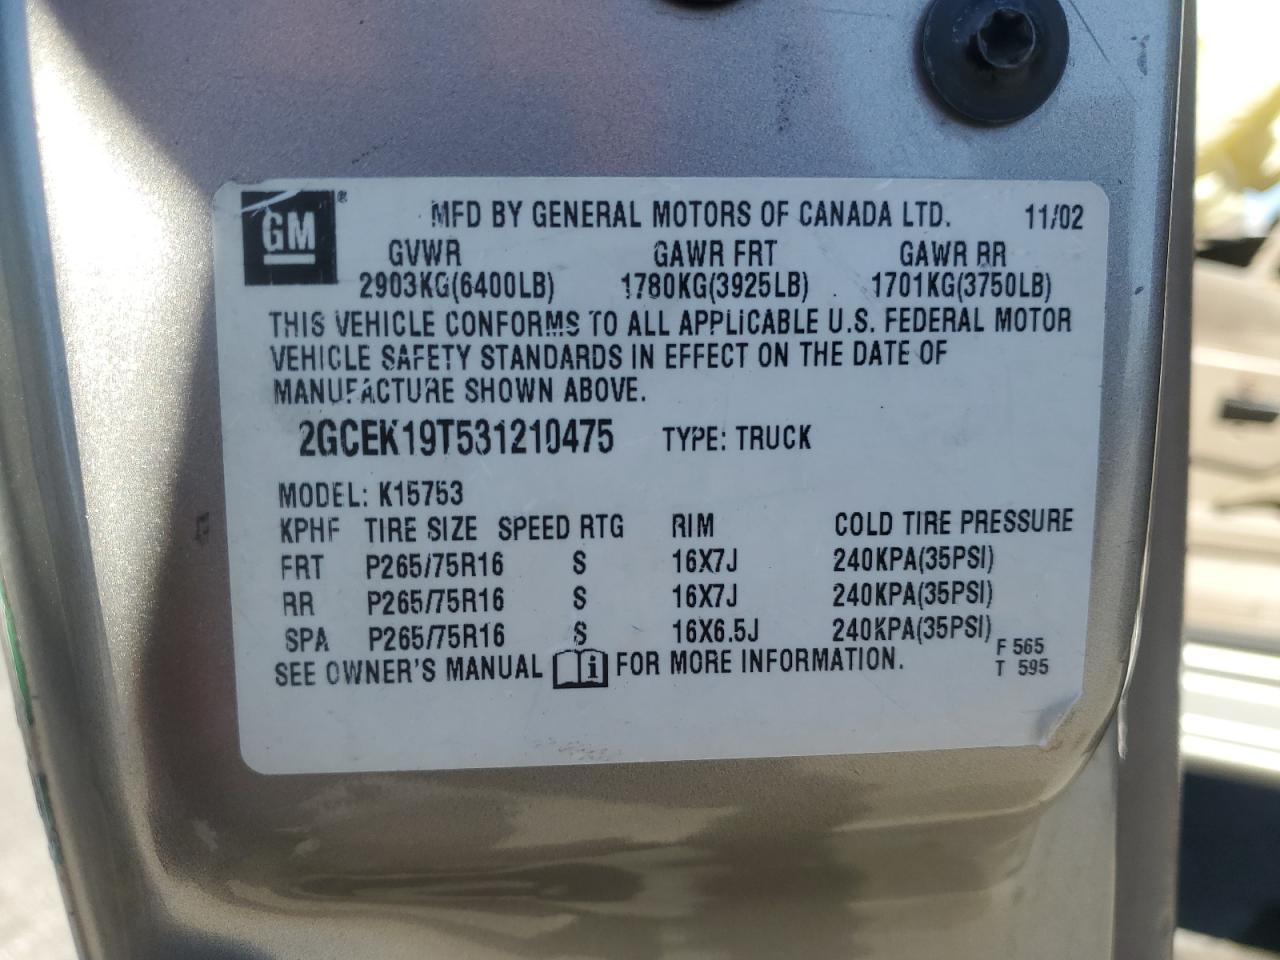 GM ®
MFD BY GENERAL MOTORS OF CANADA LTD. 11/02
GVWR GAWR FRT GAWR RR
2903KG(6400LB) 1780KG(3925LB) 1701KG(3750LB)
THIS VEHICLE CONFORMS TO ALL APPLICABLE U.S. FEDERAL MOTOR
VEHICLE SAFETY STANDARDS IN EFFECT ON THE DATE OF
MANUFACTURE SHOWN ABOVE.
2GCEK19T531210475 TYPE: TRUCK
MODEL: K15753
KPHF TIRE SIZE SPEED RTG RIM COLD TIRE PRESSURE
FRT P265/75R16 S 16X7J 240KPA(35PSI)
RR P265/75R16 S 16X7J 240KPA(35PSI)
SPA P265/75R16 S 16X6.5J 240KPA(35PSI)
F 565
SEE OWNER'S MANUAL i FOR MORE INFORMATION. T 595